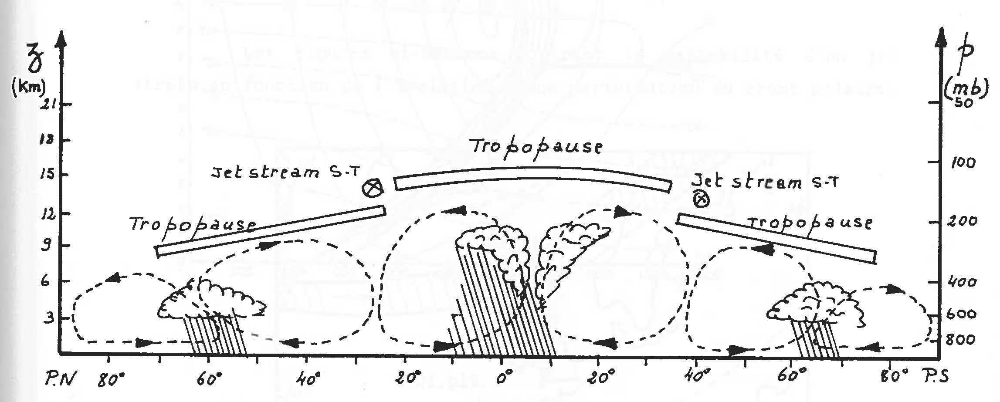 z
(Km)
21
18
15
12
9
6
3
p
(mb)
50
100
200
400
600
800
Tropopause
Jet stream S-T
Jet stream S-T
Tropopause
Tropopause
P.N 80° 60° 40° 20° 0° 20° 40° 60° 80° P.S